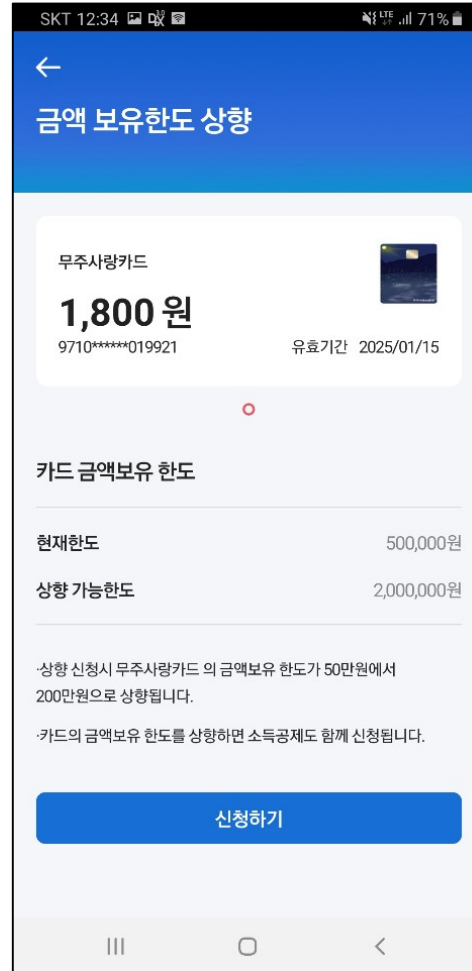 SKT 12:34
LTE 71%
금액 보유한도 상향
무주사랑카드
1,800 원
9710******019921 유효기간 2025/01/15
카드 금액보유 한도
현재한도 500,000원
상향 가능한도 2,000,000원
·상향 신청시 무주사랑카드 의 금액보유 한도가 50만원에서
200만원으로 상향됩니다.
·카드의 금액보유 한도를 상향하면 소득공제도 함께 신청됩니다.
신청하기